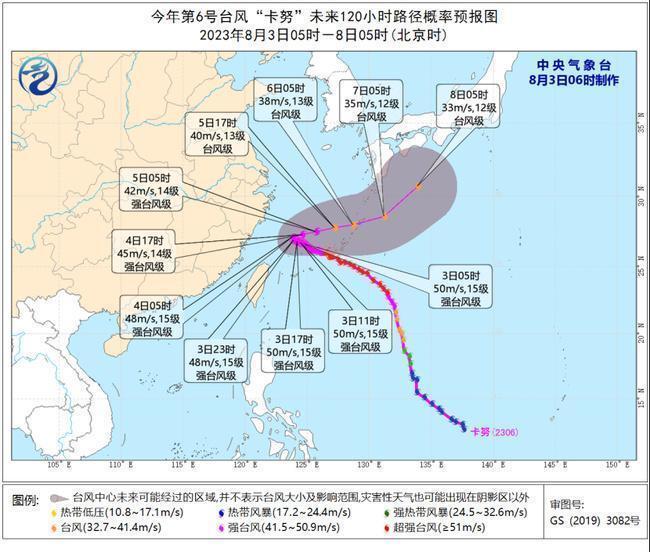 今年第6号台风“卡努”未来120小时路径概率预报图
2023年8月3日05时－8日05时(北京时)
中央气象台
8月3日06时制作
6日05时
38m/s,13级
台风级
7日05时
35m/s,12级
台风级
8日05时
33m/s,12级
台风级
5日17时
40m/s,13级
台风级
5日05时
42m/s,14级
强台风级
4日17时
45m/s,14级
强台风级
4日05时
48m/s,15级
强台风级
3日23时
48m/s,15级
强台风级
3日17时
50m/s,15级
强台风级
3日11时
50m/s,15级
强台风级
3日05时
50m/s,15级
强台风级
卡努(2306)
35°N
30°N
25°N
20°N
15°N
105°E
110°E
115°E
120°E
125°E
130°E
135°E
140°E
145°E
150°E
图例:
台风中心未来可能经过的区域,并不表示台风大小及影响范围,灾害性天气也可能出现在阴影区以外
热带低压(10.8~17.1m/s)
热带风暴(17.2~24.4m/s)
强热带风暴(24.5~32.6m/s)
台风(32.7~41.4m/s)
强台风(41.5~50.9m/s)
超强台风(≥51m/s)
审图号:
GS (2019) 3082号